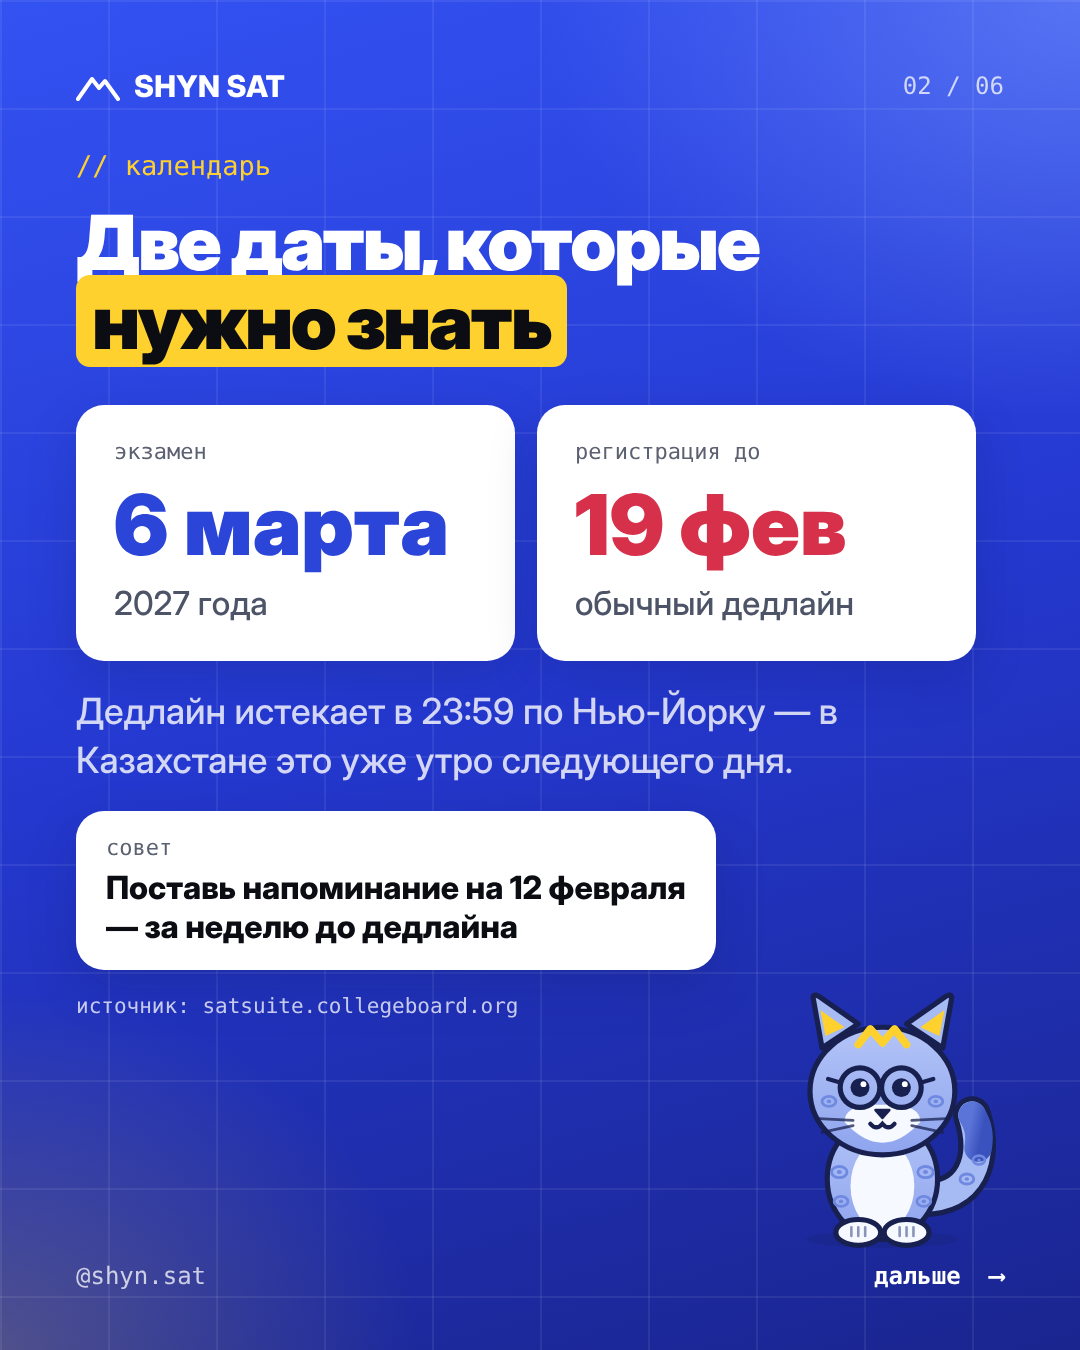 SHYN SAT
02 / 06
// календарь
Две даты, которые
нужно знать
экзамен
6 марта
2027 года
регистрация до
19 фев
обычный дедлайн
Дедлайн истекает в 23:59 по Нью-Йорку — в
Казахстане это уже утро следующего дня.
совет
Поставь напоминание на 12 февраля
— за неделю до дедлайна
источник: satsuite.collegeboard.org
@shyn.sat
дальше →